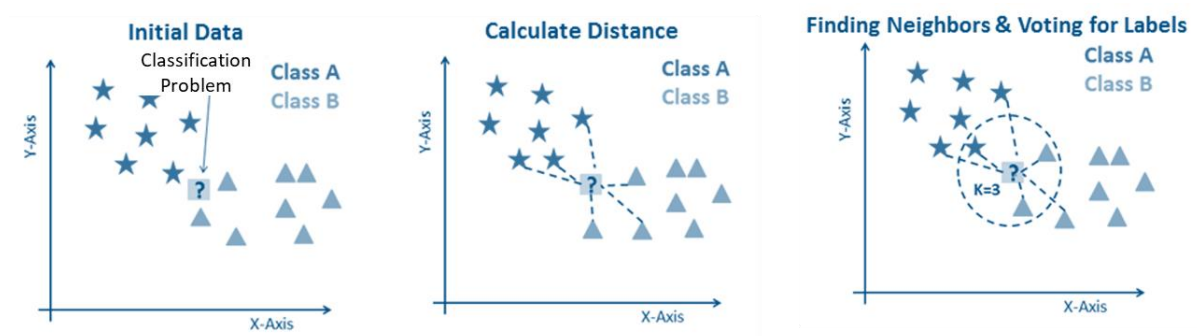 Initial Data
Classification
Problem
Class A
Class B
Y-Axis
?
X-Axis
Calculate Distance
Class A
Class B
Y-Axis
?
X-Axis
Finding Neighbors & Voting for Labels
Class A
Class B
Y-Axis
?
K=3
X-Axis